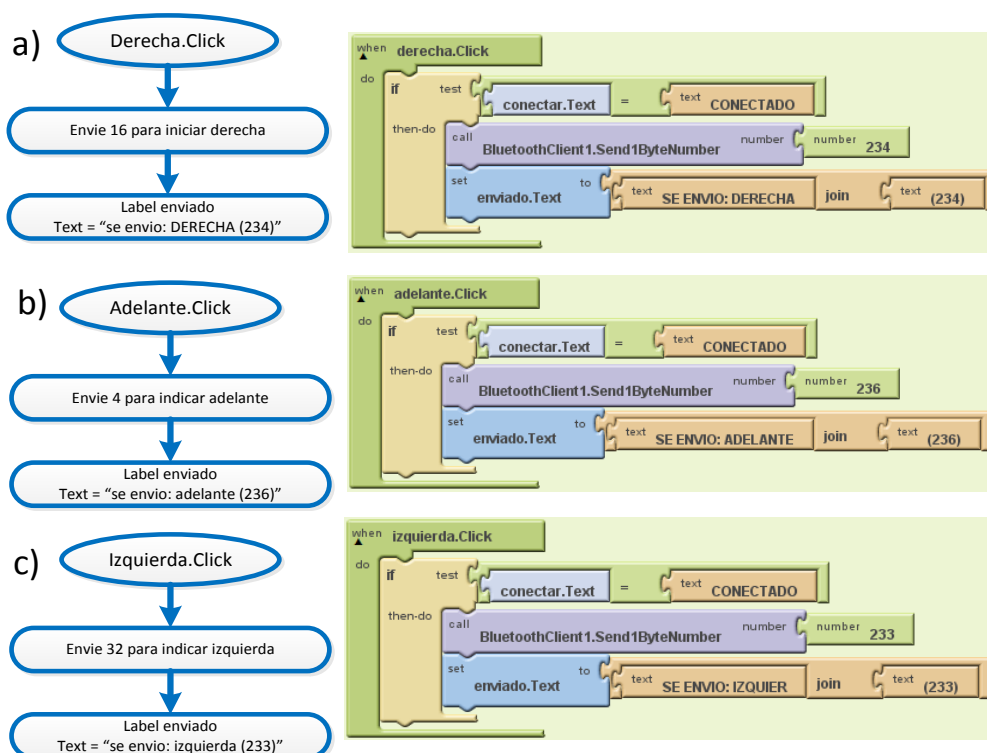 a)
Derecha.Click
Envie 16 para iniciar derecha
Label enviado
Text = “se envio: DERECHA (234)”
when derecha.Click
do if test conectar.Text = text CONECTADO
then-do call BluetoothClient1.Send1ByteNumber number number 234
set enviado.Text to text SE ENVIO: DERECHA join text (234)
b)
Adelante.Click
Envie 4 para indicar adelante
Label enviado
Text = “se envio: adelante (236)”
when adelante.Click
do if test conectar.Text = text CONECTADO
then-do call BluetoothClient1.Send1ByteNumber number number 236
set enviado.Text to text SE ENVIO: ADELANTE join text (236)
c)
Izquierda.Click
Envie 32 para indicar izquierda
Label enviado
Text = “se envio: izquierda (233)”
when izquierda.Click
do if test conectar.Text = text CONECTADO
then-do call BluetoothClient1.Send1ByteNumber number number 233
set enviado.Text to text SE ENVIO: IZQUIER join text (233)